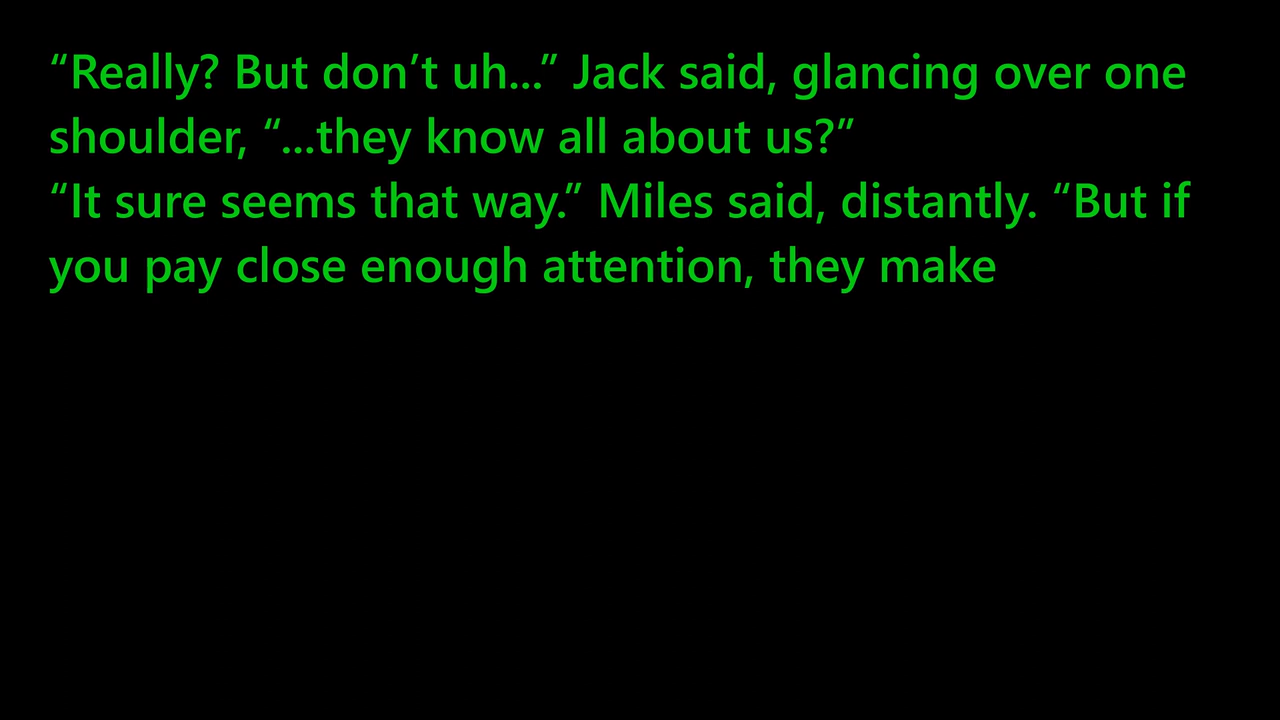 “Really? But don’t uh...” Jack said, glancing over one
shoulder, “...they know all about us?”
“It sure seems that way.” Miles said, distantly. “But if
you pay close enough attention, they make